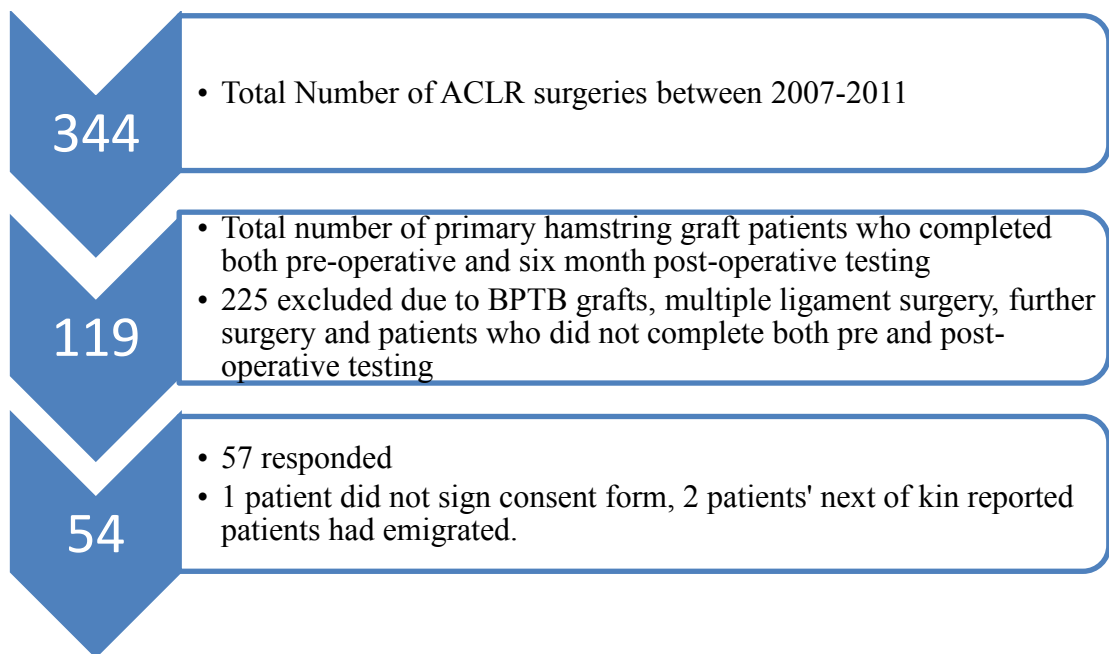 344
• Total Number of ACLR surgeries between 2007-2011
119
• Total number of primary hamstring graft patients who completed
both pre-operative and six month post-operative testing
• 225 excluded due to BPTB grafts, multiple ligament surgery, further
surgery and patients who did not complete both pre and post-
operative testing
54
• 57 responded
• 1 patient did not sign consent form, 2 patients' next of kin reported
patients had emigrated.